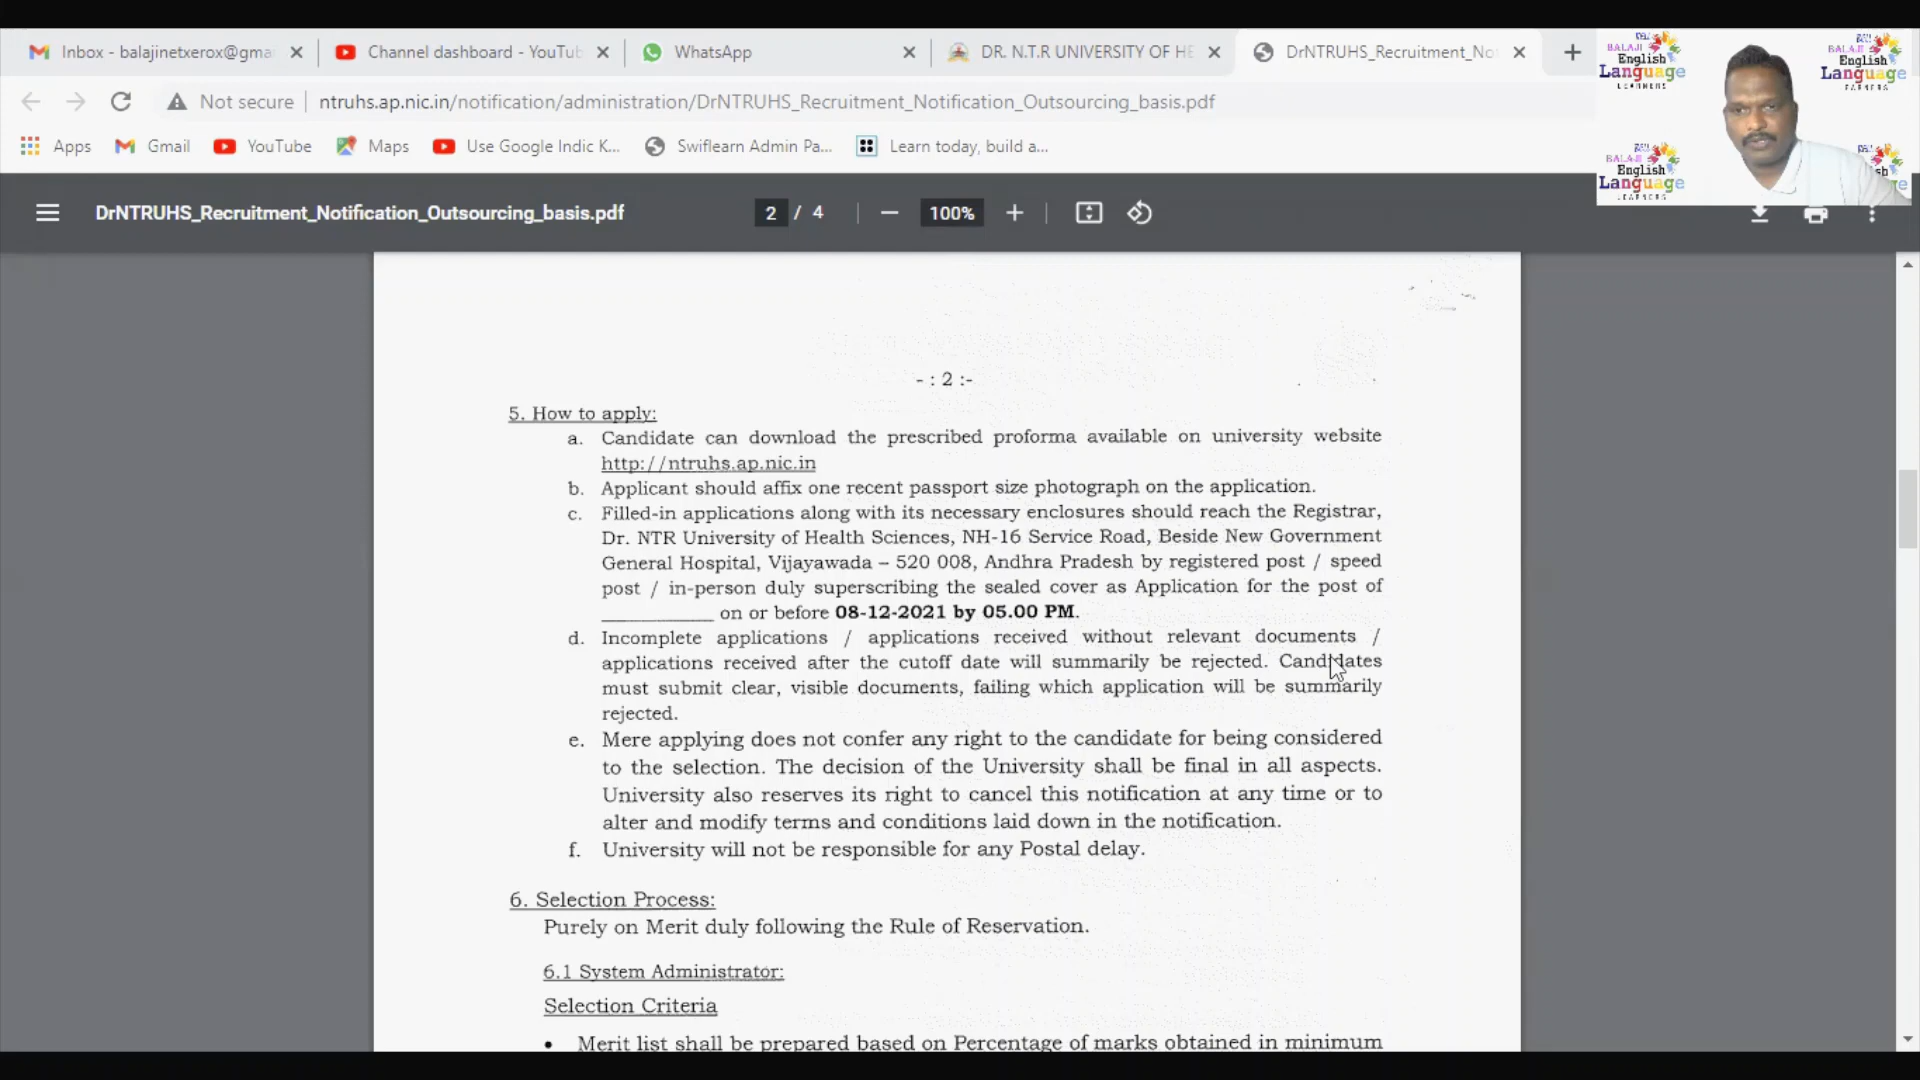 Inbox - balajinetxerox@gma
Channel dashboard - YouTub
WhatsApp
DR. N.T.R UNIVERSITY OF HE
DrNTRUHS_Recruitment_No
Not secure
ntruhs.ap.nic.in/notification/administration/DrNTRUHS_Recruitment_Notification_Outsourcing_basis.pdf
Apps
Gmail
YouTube
Maps
Use Google Indic K...
Swiflearn Admin Pa...
Learn today, build a...
BALAJI
English
Language
LEARNERS
BALAJI
English
Language
LEARNERS
BALAJI
English
Language
LEARNERS
DrNTRUHS_Recruitment_Notification_Outsourcing_basis.pdf
2 / 4
100%
- : 2 :-
5. How to apply:
a. Candidate can download the prescribed proforma available on university website
http://ntruhs.ap.nic.in
b. Applicant should affix one recent passport size photograph on the application.
c. Filled-in applications along with its necessary enclosures should reach the Registrar,
Dr. NTR University of Health Sciences, NH-16 Service Road, Beside New Government
General Hospital, Vijayawada – 520 008, Andhra Pradesh by registered post / speed
post / in-person duly superscribing the sealed cover as Application for the post of
__________ on or before 08-12-2021 by 05.00 PM.
d. Incomplete applications / applications received without relevant documents /
applications received after the cutoff date will summarily be rejected. Candidates
must submit clear, visible documents, failing which application will be summarily
rejected.
e. Mere applying does not confer any right to the candidate for being considered
to the selection. The decision of the University shall be final in all aspects.
University also reserves its right to cancel this notification at any time or to
alter and modify terms and conditions laid down in the notification.
f. University will not be responsible for any Postal delay.
6. Selection Process:
Purely on Merit duly following the Rule of Reservation.
6.1 System Administrator:
Selection Criteria
• Merit list shall be prepared based on Percentage of marks obtained in minimum